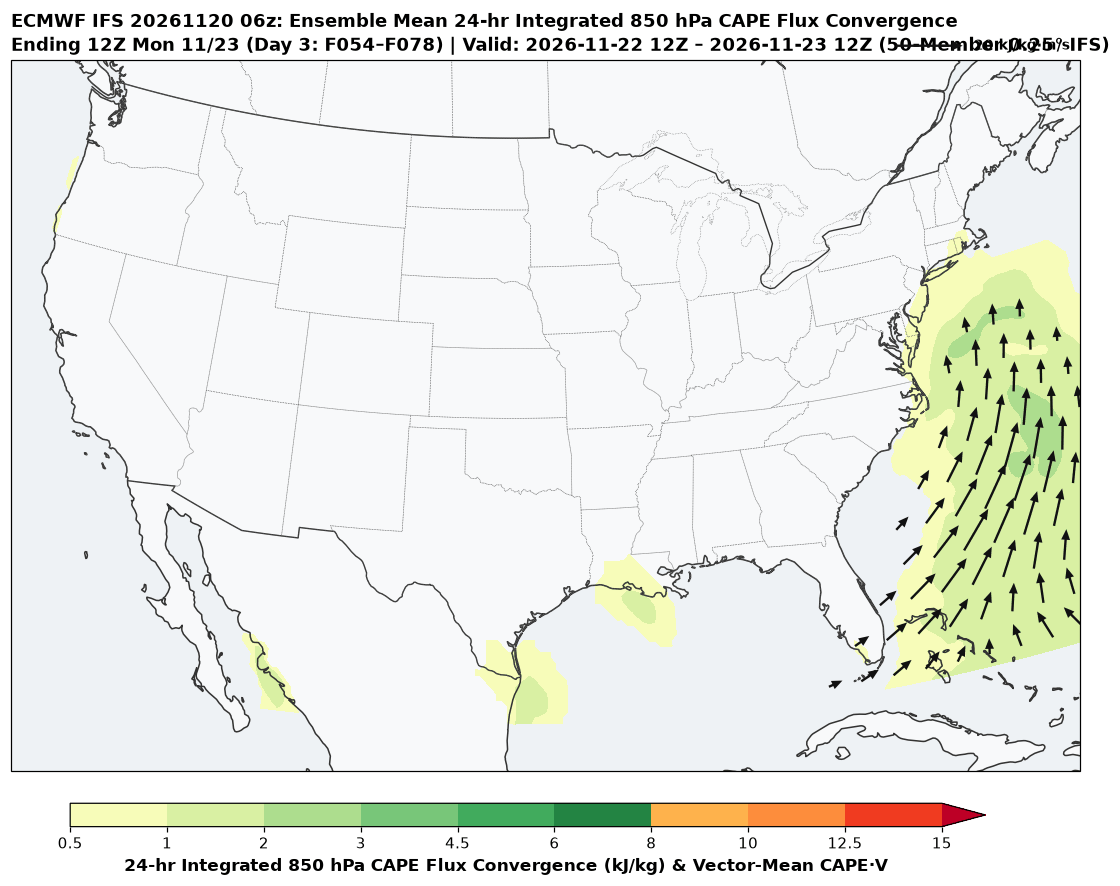 ECMWF IFS 20261120 06z: Ensemble Mean 24-hr Integrated 850 hPa CAPE Flux Convergence
Ending 12Z Mon 11/23 (Day 3: F054–F078) | Valid: 2026-11-22 12Z – 2026-11-23 12Z (50-Member 0.25° IFS)
0.5 1 2 3 4.5 6 8 10 12.5 15
24-hr Integrated 850 hPa CAPE Flux Convergence (kJ/kg) & Vector-Mean CAPE·V